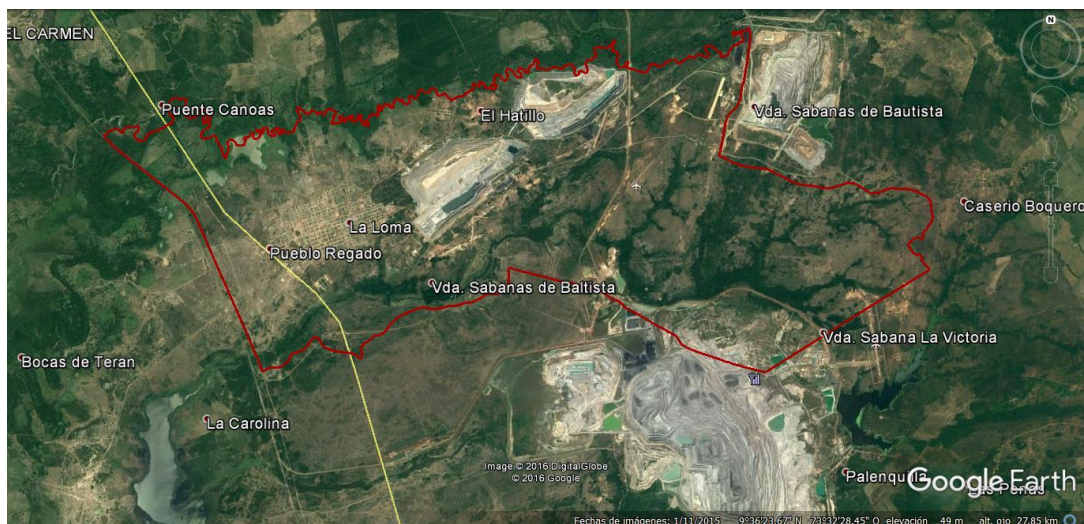 N
EL CARMEN
Puente Canoas
El Hatillo
Vda. Sabanas de Bautista
Caserio Boquero
La Loma
Pueblo Regado
Vda. Sabanas de Baltista
Vda. Sabana La Victoria
Bocas de Teran
La Carolina
Image © 2016 DigitalGlobe
© 2016 Google
Palenquilla
Google Earth
Las Penas
Fechas de imágenes: 1/11/2015 9°36'23.67" N 73°32'28.45" O elevación 49 m alt. ojo 27.85 km